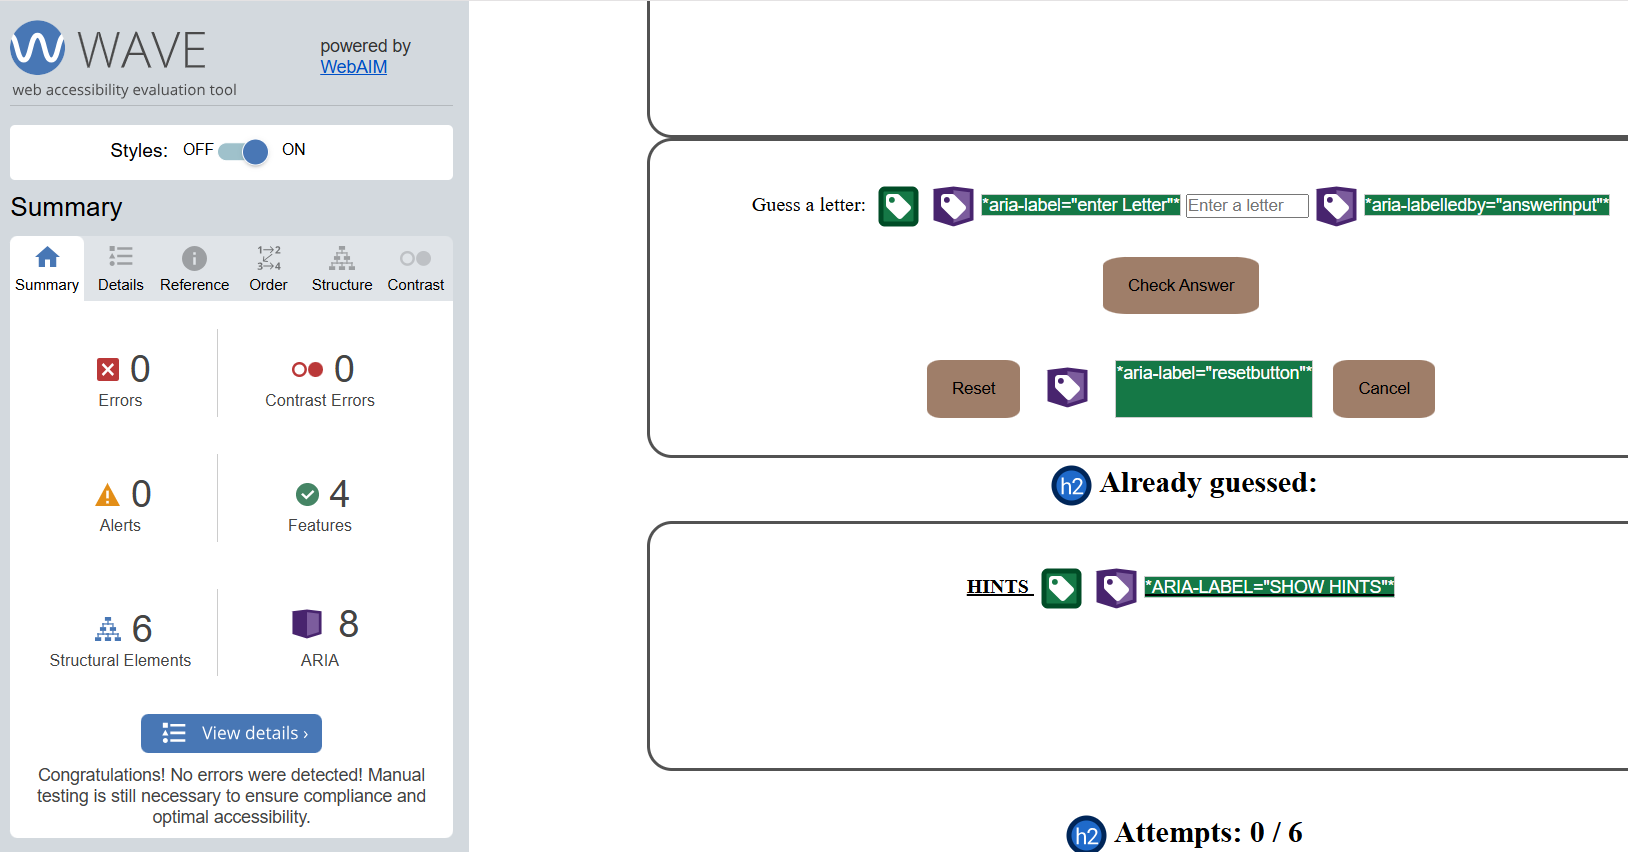 WAVE
powered by
WebAIM
web accessibility evaluation tool
Styles: OFF ON
Summary
Summary Details Reference Order Structure Contrast
0
Errors
0
Contrast Errors
0
Alerts
4
Features
6
Structural Elements
8
ARIA
View details ›
Congratulations! No errors were detected! Manual
testing is still necessary to ensure compliance and
optimal accessibility.
Guess a letter: *aria-label="enter Letter"* Enter a letter *aria-labelledby="answerinput"*
Check Answer
Reset *aria-label="resetbutton"* Cancel
h2 Already guessed:
HINTS *ARIA-LABEL="SHOW HINTS"*
h2 Attempts: 0 / 6